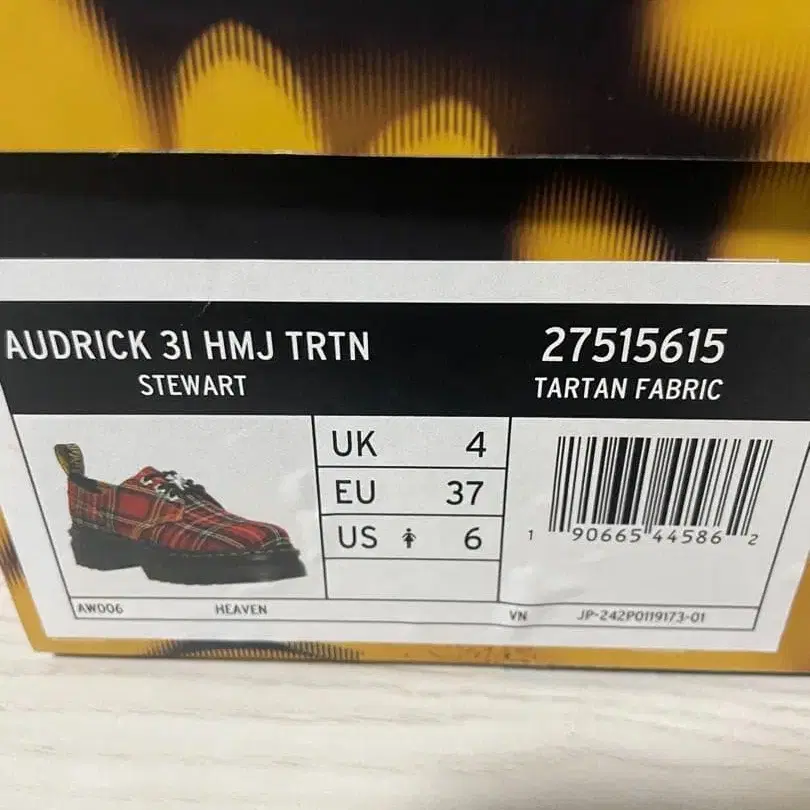 AUDRICK 3I HMJ TRTN
STEWART
27515615
TARTAN FABRIC
UK 4
EU 37
US 6
1 90665 44586 2
AW006 HEAVEN VN JP-242P0119173-01